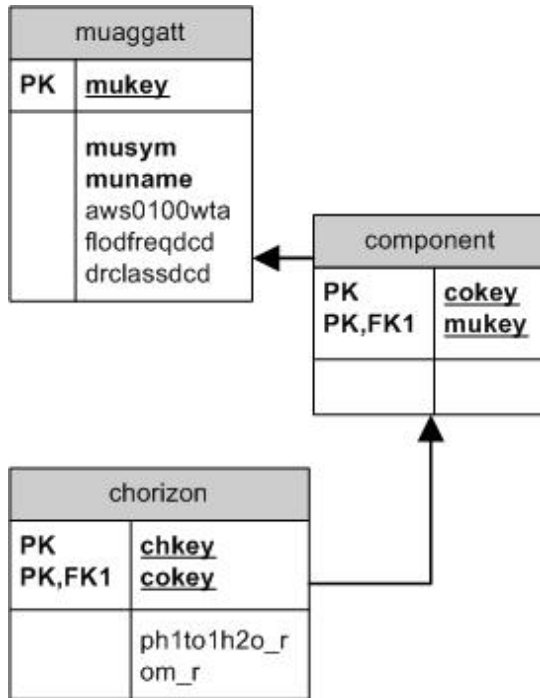 muaggatt
PK mukey
musym
muname
aws0100wta
flodfreqdcd
drclassdcd
component
PK cokey
PK,FK1 mukey
chorizon
PK chkey
PK,FK1 cokey
ph1to1h2o_r
om_r